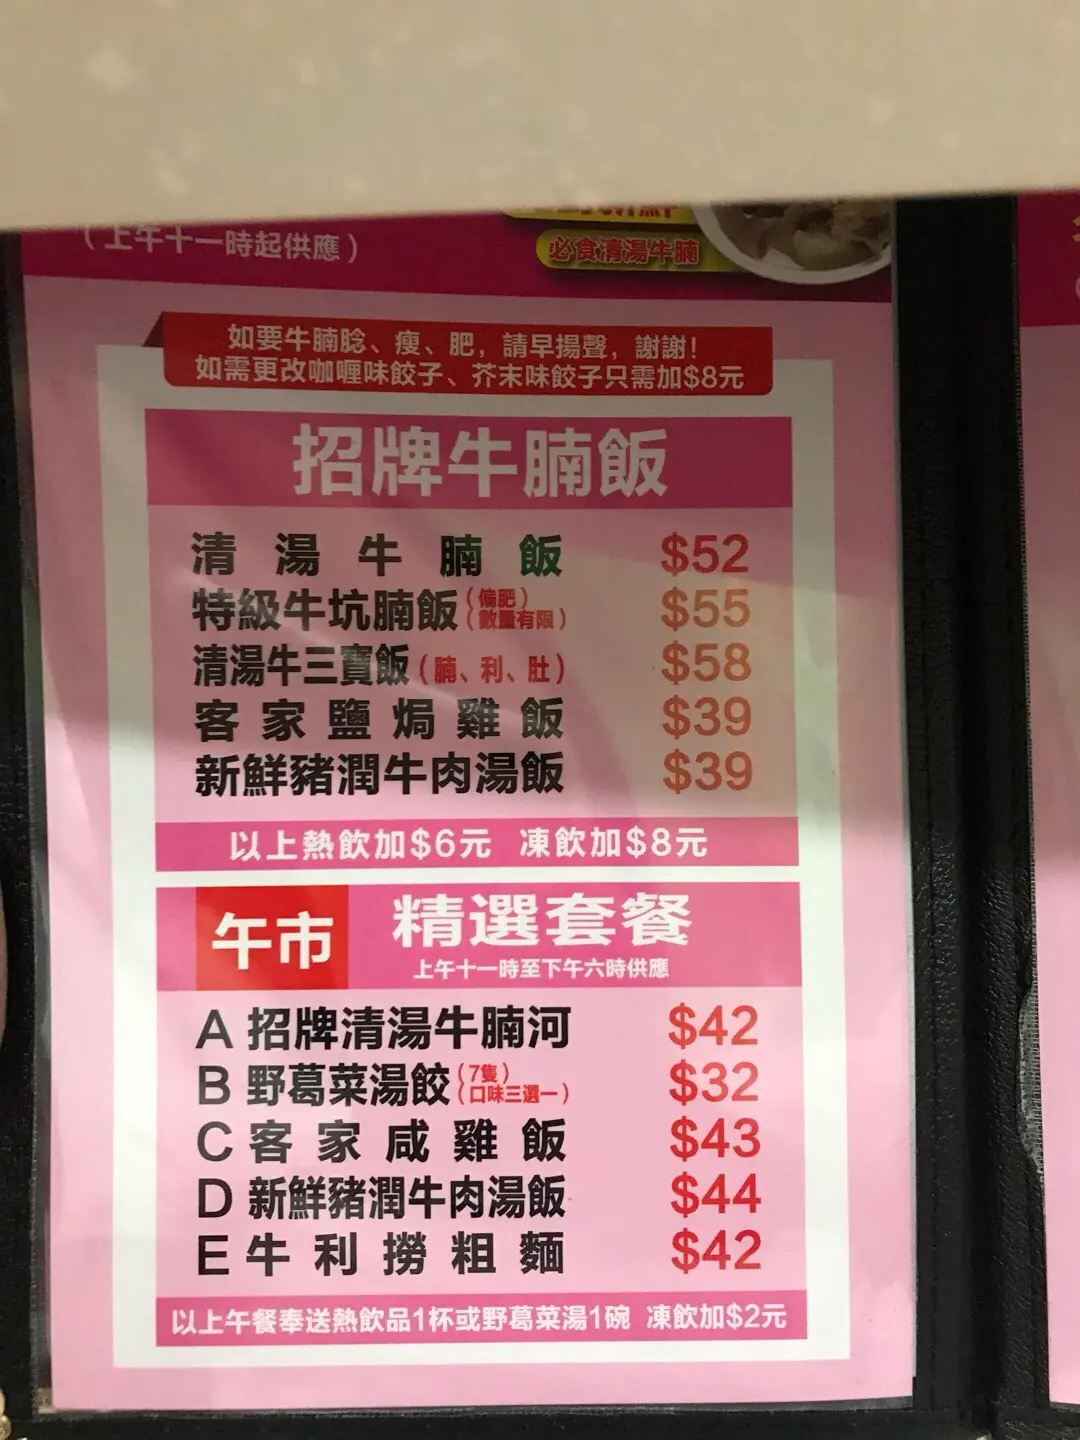 （上午十一時起供應）
必食清湯牛腩
如要牛腩腍、瘦、肥，請早揚聲，謝謝！
如需更改咖喱味餃子、芥末味餃子只需加$8元
招牌牛腩飯
清湯牛腩飯 $52
特級牛坑腩飯（偏肥）（數量有限） $55
清湯牛三寶飯（腩、利、肚） $58
客家鹽焗雞飯 $39
新鮮豬潤牛肉湯飯 $39
以上熱飲加$6元 凍飲加$8元
午市 精選套餐
上午十一時至下午六時供應
A 招牌清湯牛腩河 $42
B 野葛菜湯餃（7隻）（口味三選一） $32
C 客家咸雞飯 $43
D 新鮮豬潤牛肉湯飯 $44
E 牛利撈粗麵 $42
以上午餐奉送熱飲品1杯或野葛菜湯1碗 凍飲加$2元